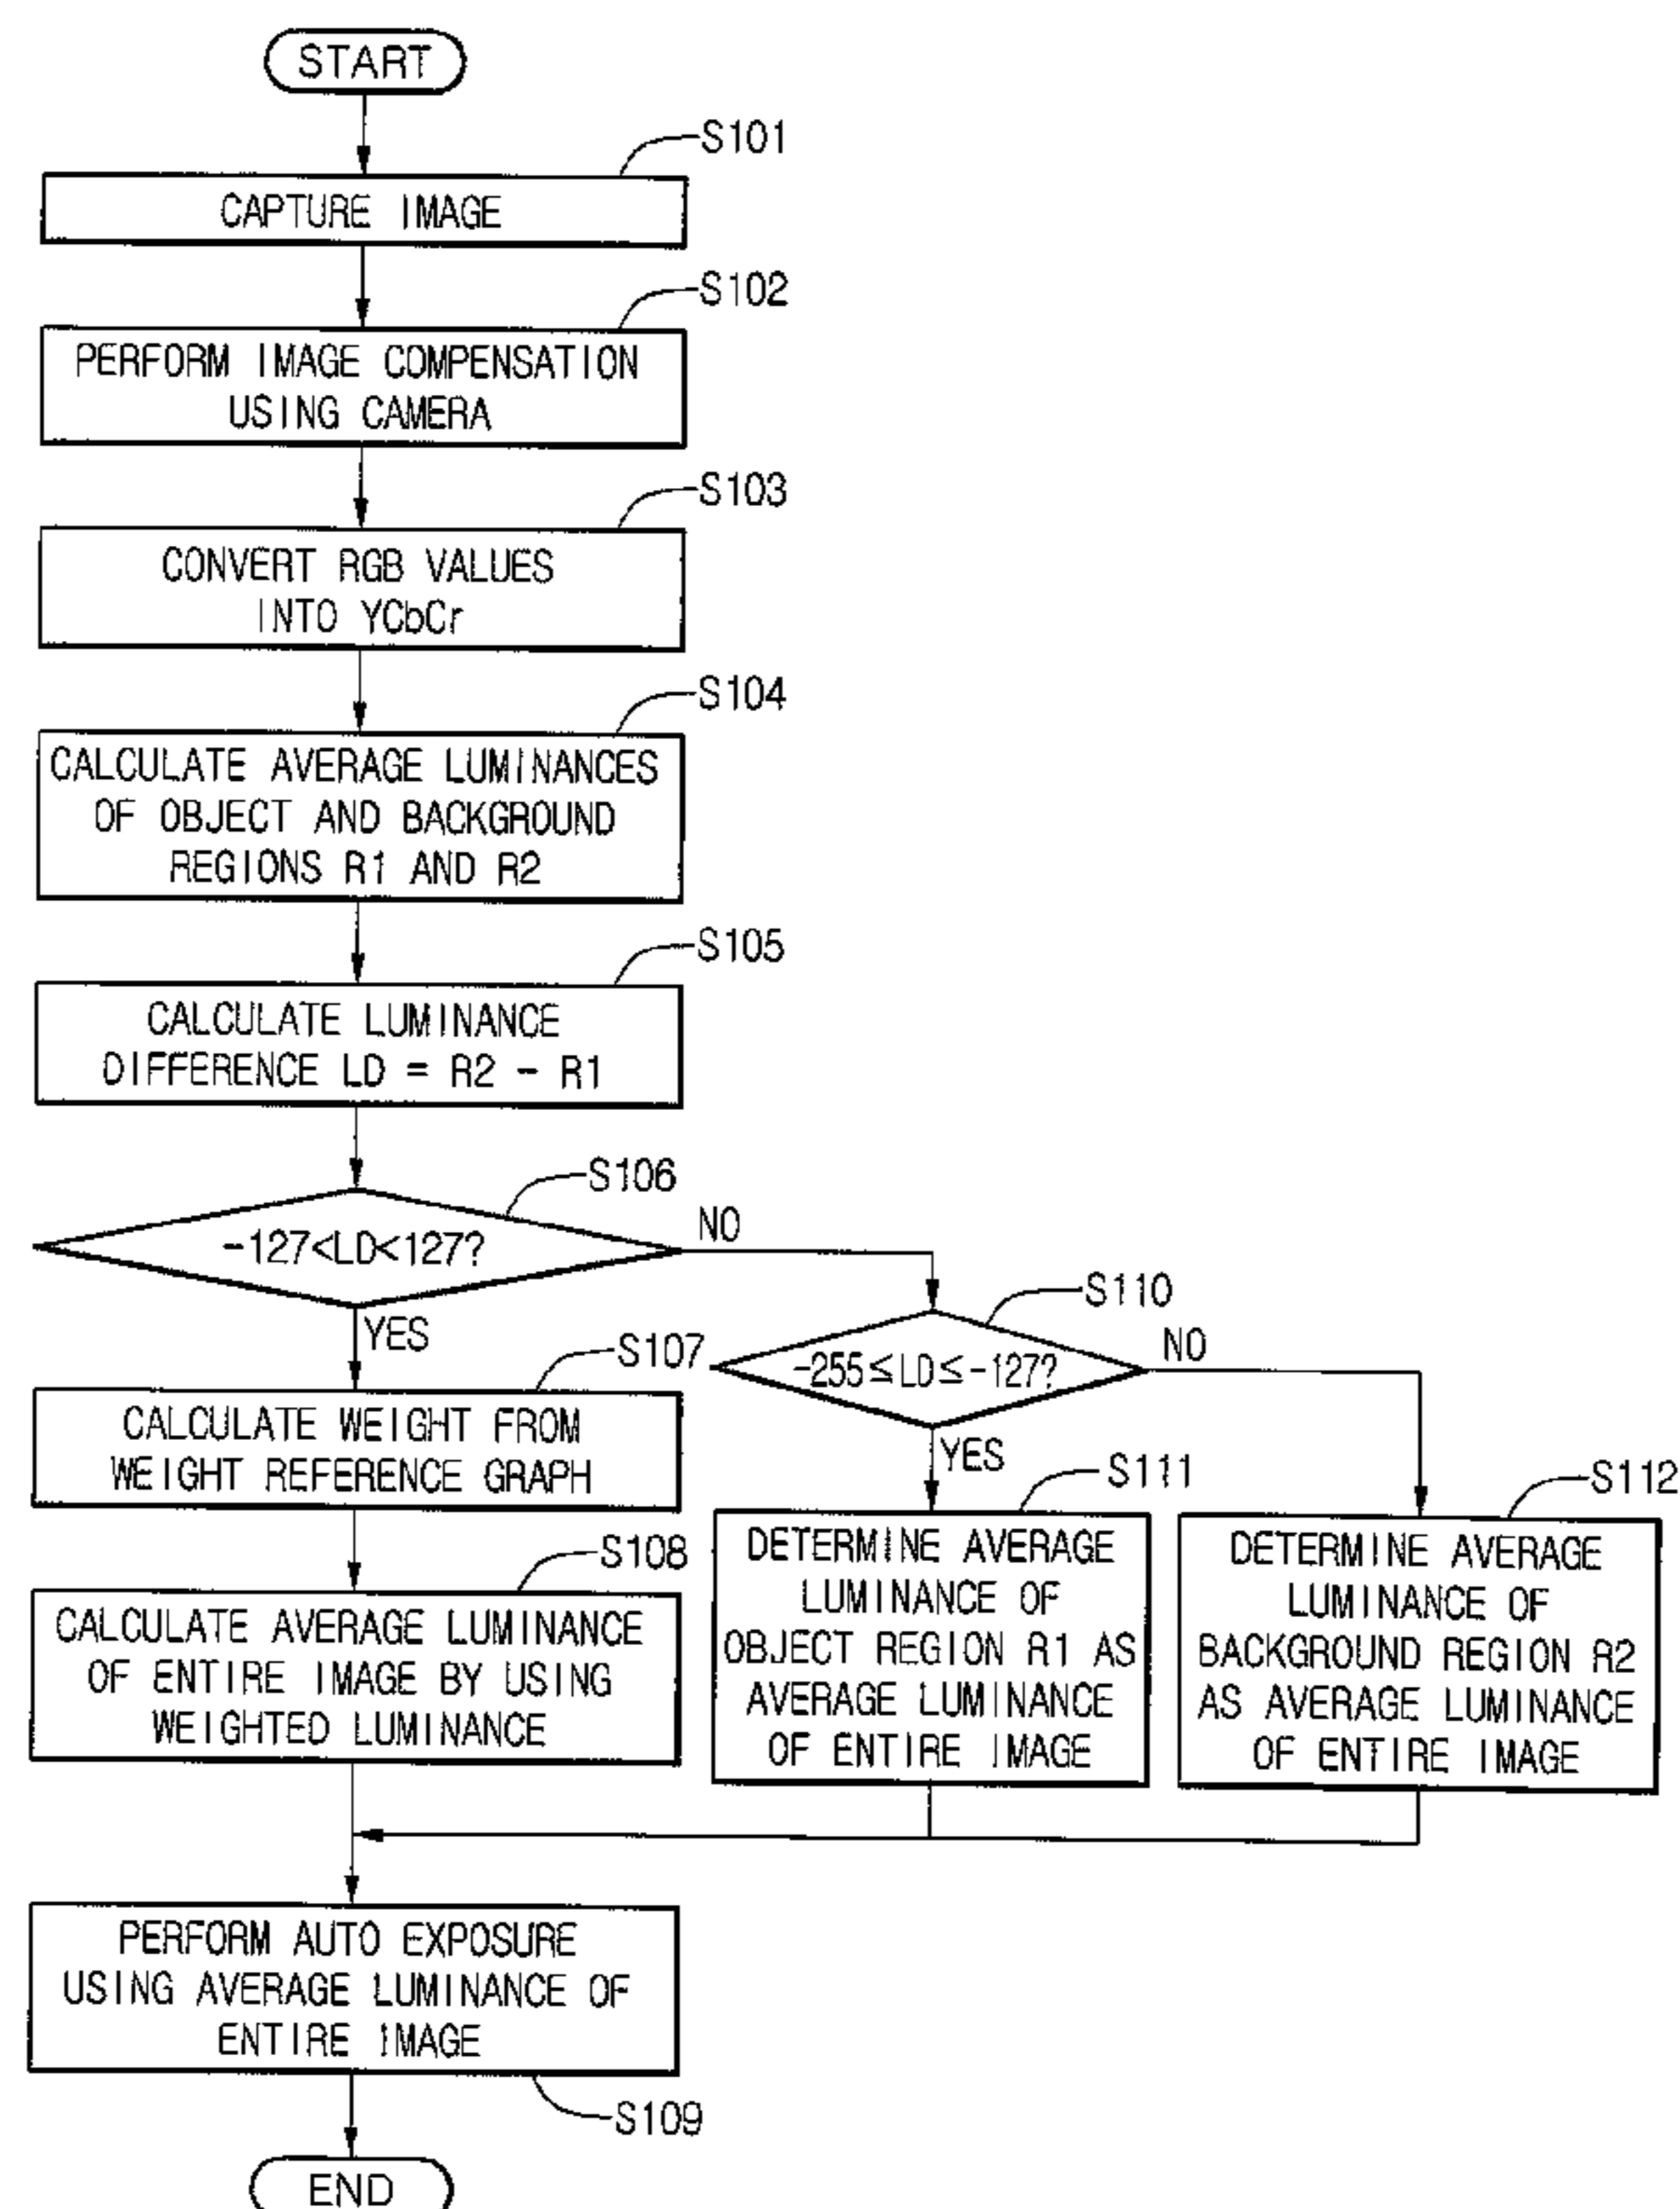 START
S101
CAPTURE IMAGE
S102
PERFORM IMAGE COMPENSATION
USING CAMERA
S103
CONVERT RGB VALUES
INTO YCbCr
S104
CALCULATE AVERAGE LUMINANCES
OF OBJECT AND BACKGROUND
REGIONS R1 AND R2
S105
CALCULATE LUMINANCE
DIFFERENCE LD = R2 - R1
S106
-127<LD<127?
NO
YES
S110
-255≤LD≤-127?
NO
YES
S107
CALCULATE WEIGHT FROM
WEIGHT REFERENCE GRAPH
S108
CALCULATE AVERAGE LUMINANCE
OF ENTIRE IMAGE BY USING
WEIGHTED LUMINANCE
S111
DETERMINE AVERAGE
LUMINANCE OF
OBJECT REGION R1 AS
AVERAGE LUMINANCE
OF ENTIRE IMAGE
S112
DETERMINE AVERAGE
LUMINANCE OF
BACKGROUND REGION R2
AS AVERAGE LUMINANCE
OF ENTIRE IMAGE
PERFORM AUTO EXPOSURE
USING AVERAGE LUMINANCE OF
ENTIRE IMAGE
S109
END